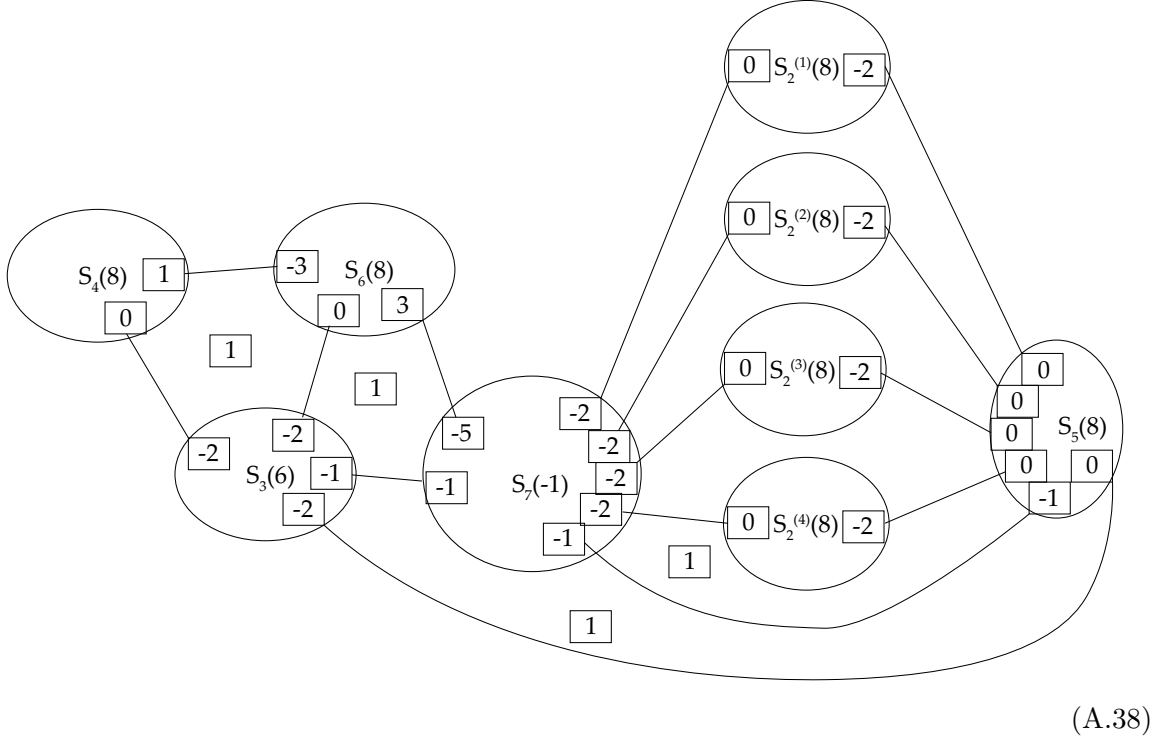 0 S₂⁽¹⁾(8) -2
0 S₂⁽²⁾(8) -2
S₄(8) 1
0
-3 S₆(8)
0 3
1
1
0 S₂⁽³⁾(8) -2
-2
-2 S₃(6) -1
-2
-5
-1 S₇(-1)
-2
-2
-2
-2
-1
0
0
0 S₅(8)
0 0
-1
0 S₂⁽⁴⁾(8) -2
1
1
(A.38)